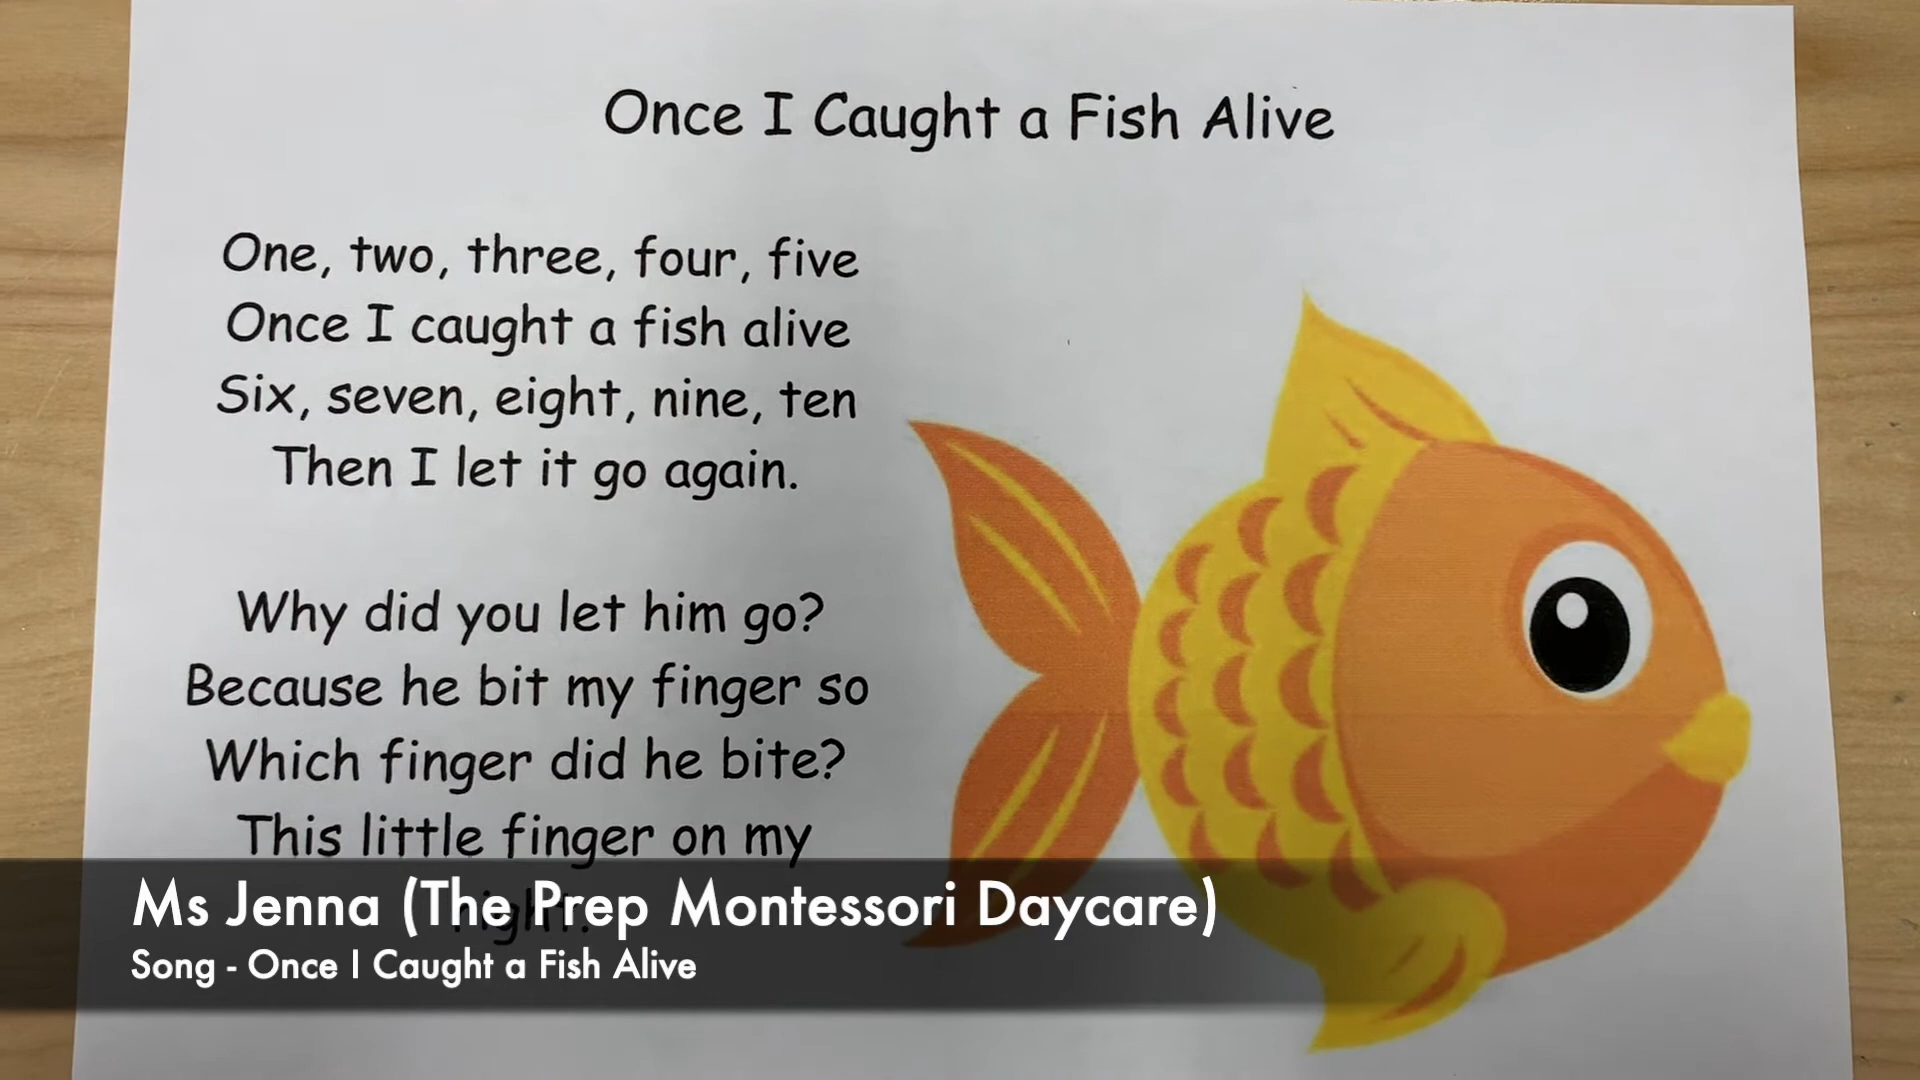 Once I Caught a Fish Alive
One, two, three, four, five
Once I caught a fish alive
Six, seven, eight, nine, ten
Then I let it go again.
Why did you let him go?
Because he bit my finger so
Which finger did he bite?
This little finger on my
right.
Ms Jenna (The Prep Montessori Daycare)
Song - Once I Caught a Fish Alive